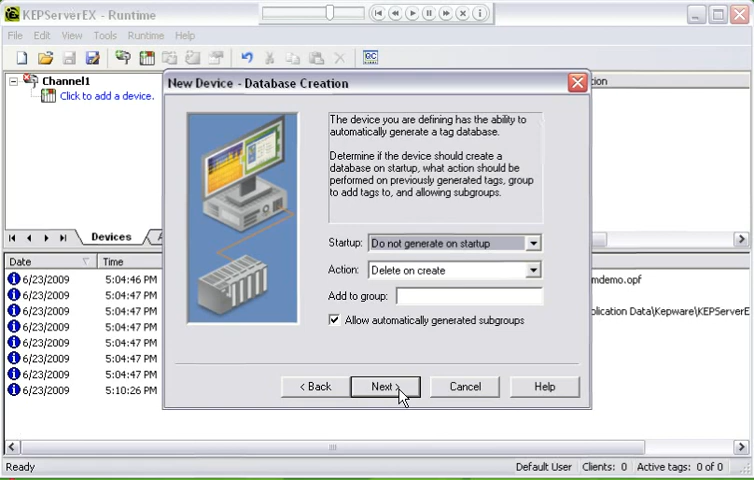 KEPServerEX - Runtime
File Edit View Tools Runtime Help
QC
Channel1
Click to add a device.
tion
New Device - Database Creation
The device you are defining has the ability to
automatically generate a tag database.
Determine if the device should create a
database on startup, what action should be
performed on previously generated tags, group
to add tags to, and allowing subgroups.
Startup: Do not generate on startup
Action: Delete on create
Add to group:
Allow automatically generated subgroups
< Back Next > Cancel Help
Devices A
Date Time
6/23/2009 5:04:46 PM mdemo.opf
6/23/2009 5:04:47 PM
6/23/2009 5:04:47 PM plication Data\Kepware\KEPServerE
6/23/2009 5:04:47 PM
6/23/2009 5:04:47 PM
6/23/2009 5:04:47 PM
6/23/2009 5:04:47 PM
6/23/2009 5:10:26 PM
Ready Default User Clients: 0 Active tags: 0 of 0